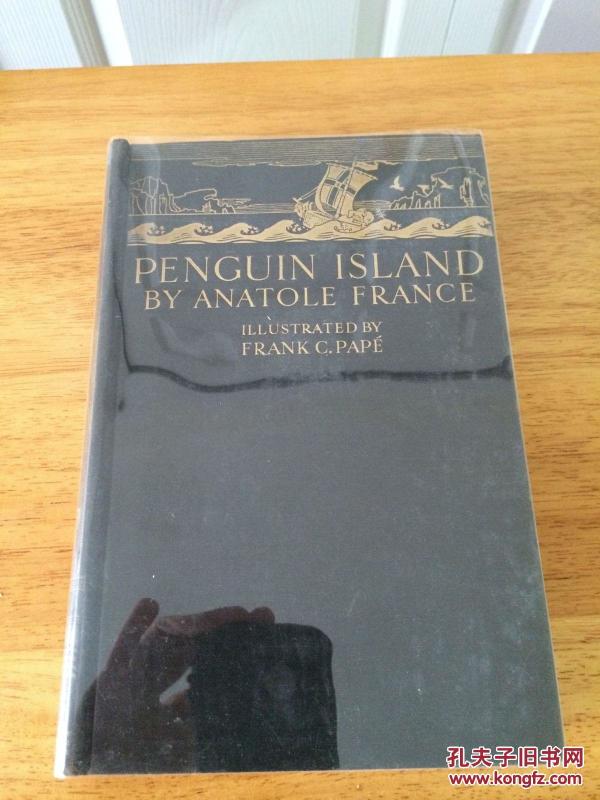 PENGUIN ISLAND
BY ANATOLE FRANCE
ILLUSTRATED BY
FRANK C. PAPÉ
孔夫子旧书网
www.kongfz.com